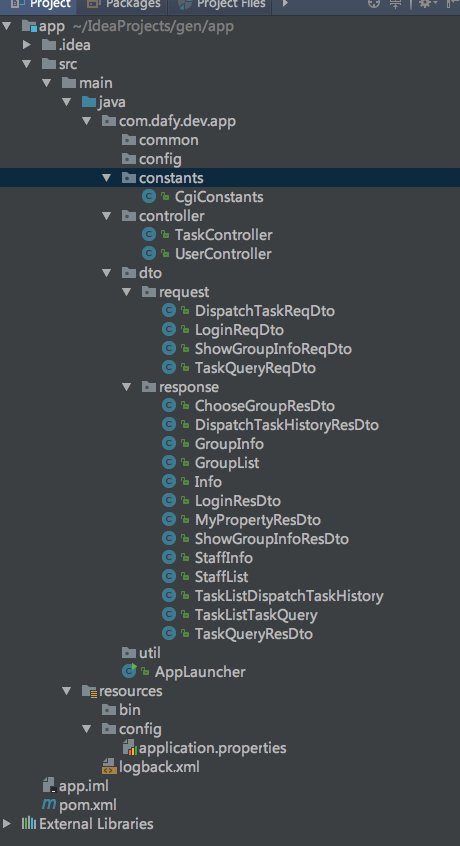 Project Packages Project Files
app ~/IdeaProjects/gen/app
.idea
src
main
java
com.dafy.dev.app
common
config
constants
CgiConstants
controller
TaskController
UserController
dto
request
DispatchTaskReqDto
LoginReqDto
ShowGroupInfoReqDto
TaskQueryReqDto
response
ChooseGroupResDto
DispatchTaskHistoryResDto
GroupInfo
GroupList
Info
LoginResDto
MyPropertyResDto
ShowGroupInfoResDto
StaffInfo
StaffList
TaskListDispatchTaskHistory
TaskListTaskQuery
TaskQueryResDto
util
AppLauncher
resources
bin
config
application.properties
logback.xml
app.iml
pom.xml
External Libraries